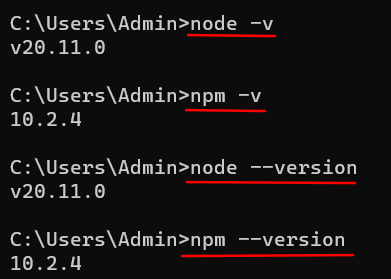 C:\Users\Admin>node -v
v20.11.0
C:\Users\Admin>npm -v
10.2.4
C:\Users\Admin>node --version
v20.11.0
C:\Users\Admin>npm --version
10.2.4